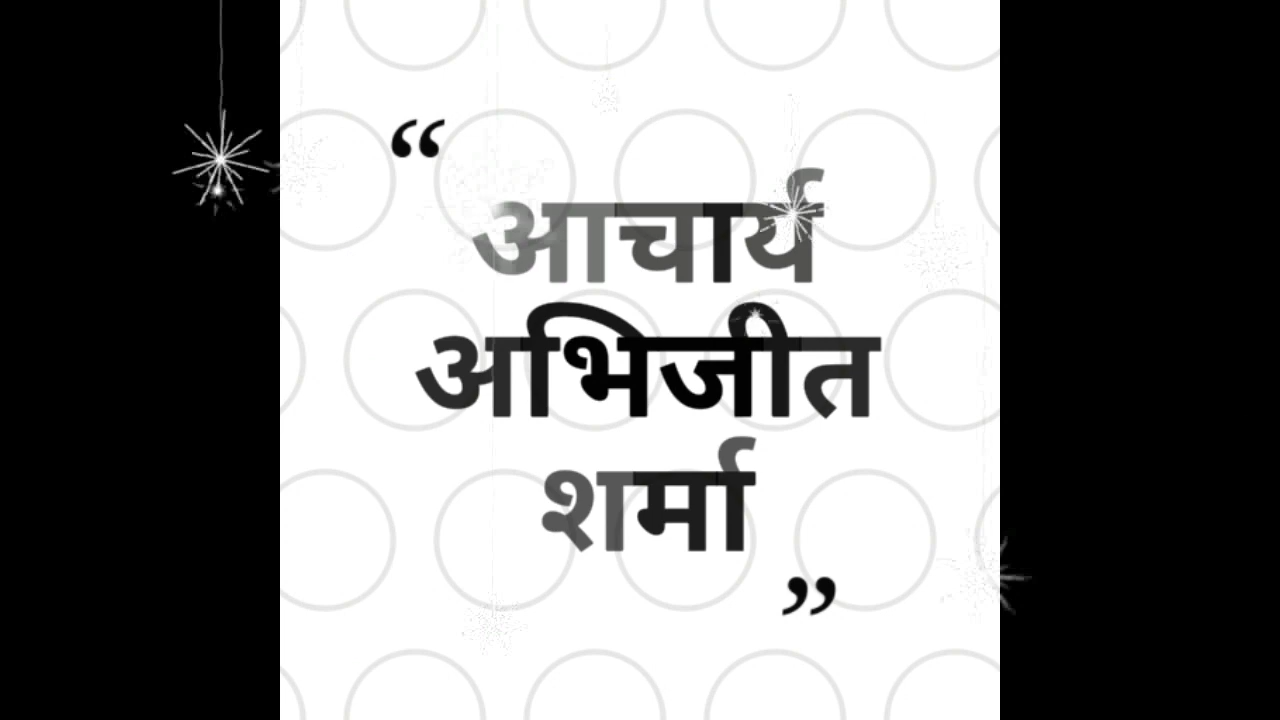 “
आचार्य
अभिजीत
शर्मा
”